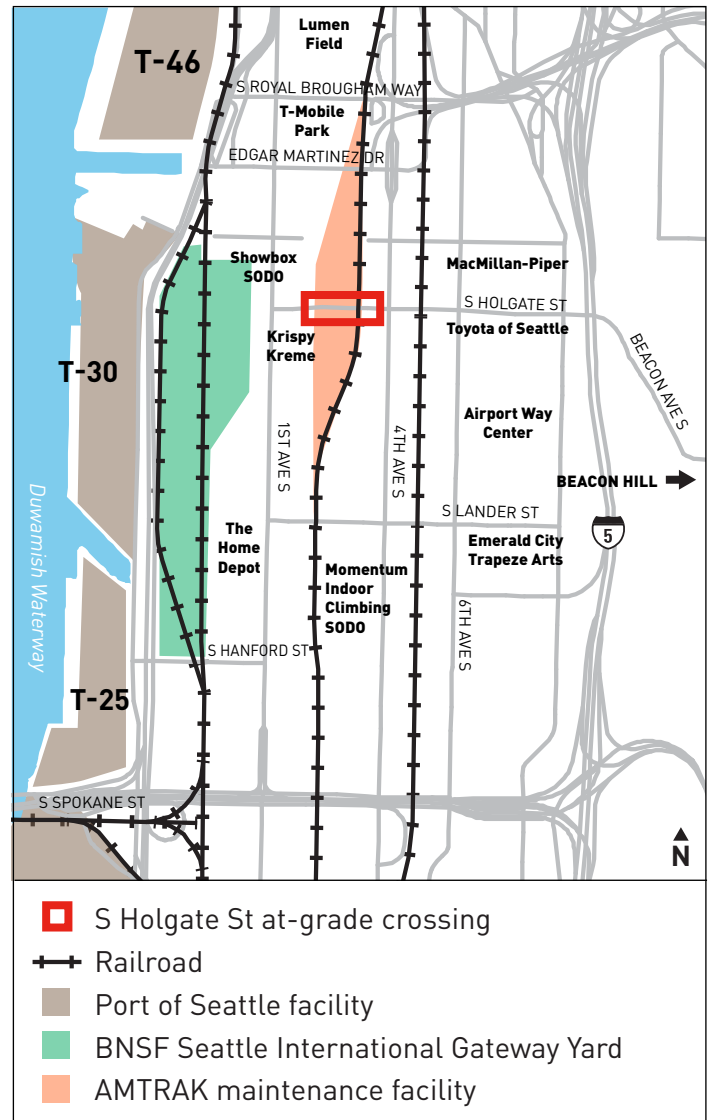 Lumen
Field
T-46
S ROYAL BROUGHAM WAY
T-Mobile
Park
EDGAR MARTINEZ DR
Showbox
SODO
MacMillan-Piper
S HOLGATE ST
Toyota of Seattle
Krispy
Kreme
BEACON AVE S
T-30
Airport Way
Center
1ST AVE S
4TH AVE S
BEACON HILL
Duwamish Waterway
S LANDER ST
5
The
Home
Depot
Emerald City
Trapeze Arts
Momentum
Indoor
Climbing
SODO
6TH AVE S
S HANFORD ST
T-25
S SPOKANE ST
N
S Holgate St at-grade crossing
Railroad
Port of Seattle facility
BNSF Seattle International Gateway Yard
AMTRAK maintenance facility